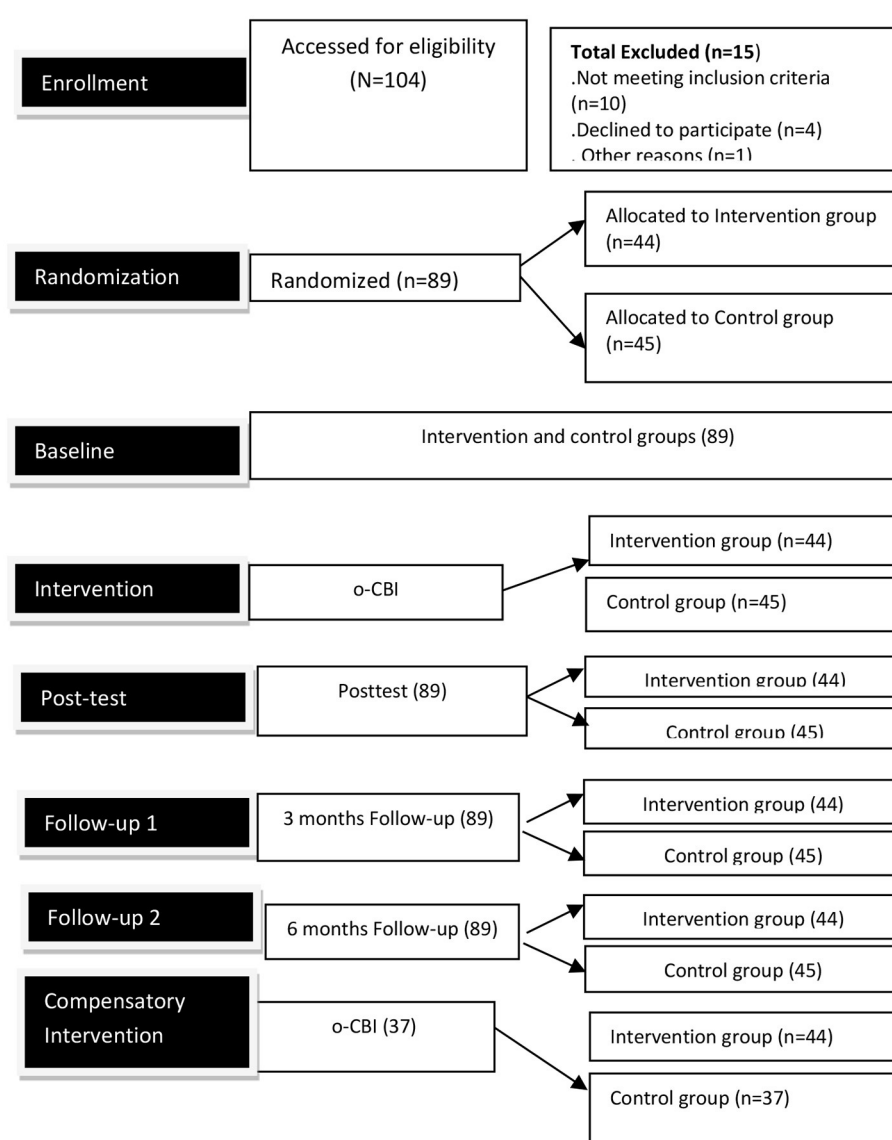 Enrollment
Accessed for eligibility
(N=104)
Total Excluded (n=15)
.Not meeting inclusion criteria
(n=10)
.Declined to participate (n=4)
. Other reasons (n=1)
Randomization
Randomized (n=89)
Allocated to Intervention group
(n=44)
Allocated to Control group
(n=45)
Baseline
Intervention and control groups (89)
Intervention
o-CBI
Intervention group (n=44)
Control group (n=45)
Post-test
Posttest (89)
Intervention group (44)
Control group (45)
Follow-up 1
3 months Follow-up (89)
Intervention group (44)
Control group (45)
Follow-up 2
6 months Follow-up (89)
Intervention group (44)
Control group (45)
Compensatory
Intervention
o-CBI (37)
Intervention group (n=44)
Control group (n=37)